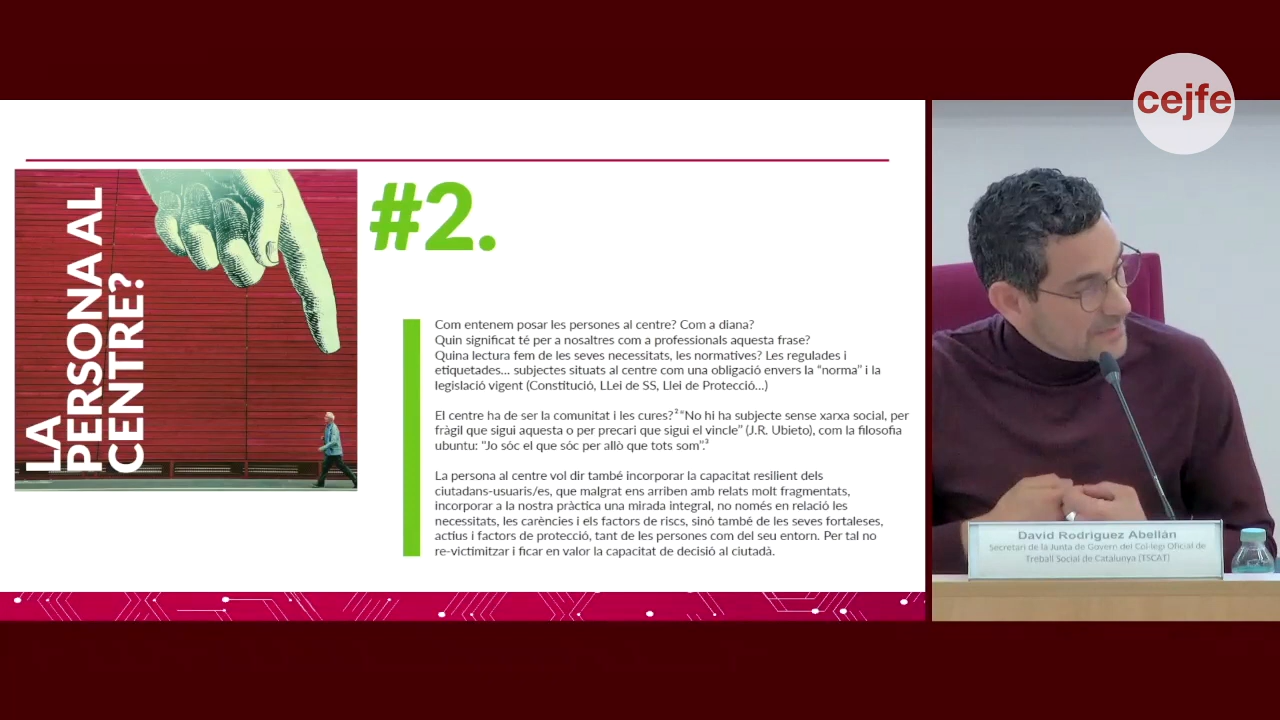 cejfe
LA
PERSONA AL
CENTRE?
#2.
Com entenem posar les persones al centre? Com a diana?
Quin significat té per a nosaltres com a professionals aquesta frase?
Quina lectura fem de les seves necessitats, les normatives? Les regulades i
etiquetades... subjectes situats al centre com una obligació envers la “norma” i la
legislació vigent (Constitució, LLei de SS, Llei de Protecció...)
El centre ha de ser la comunitat i les cures?² “No hi ha subjecte sense xarxa social, per
fràgil que sigui aquesta o per precari que sigui el vincle” (J.R. Ubieto), com la filosofia
ubuntu: "Jo sóc el que sóc per allò que tots som”.³
La persona al centre vol dir també incorporar la capacitat resilient dels
ciutadans-usuaris/es, que malgrat ens arriben amb relats molt fragmentats,
incorporar a la nostra pràctica una mirada integral, no només en relació les
necessitats, les carències i els factors de riscs, sinó també de les seves fortaleses,
actius i factors de protecció, tant de les persones com del seu entorn. Per tal no
re-victimitzar i ficar en valor la capacitat de decisió al ciutadà.
David Rodriguez Abellán
Secretari de la Junta de Govern del Col·legi Oficial de
Treball Social de Catalunya (TSCAT)